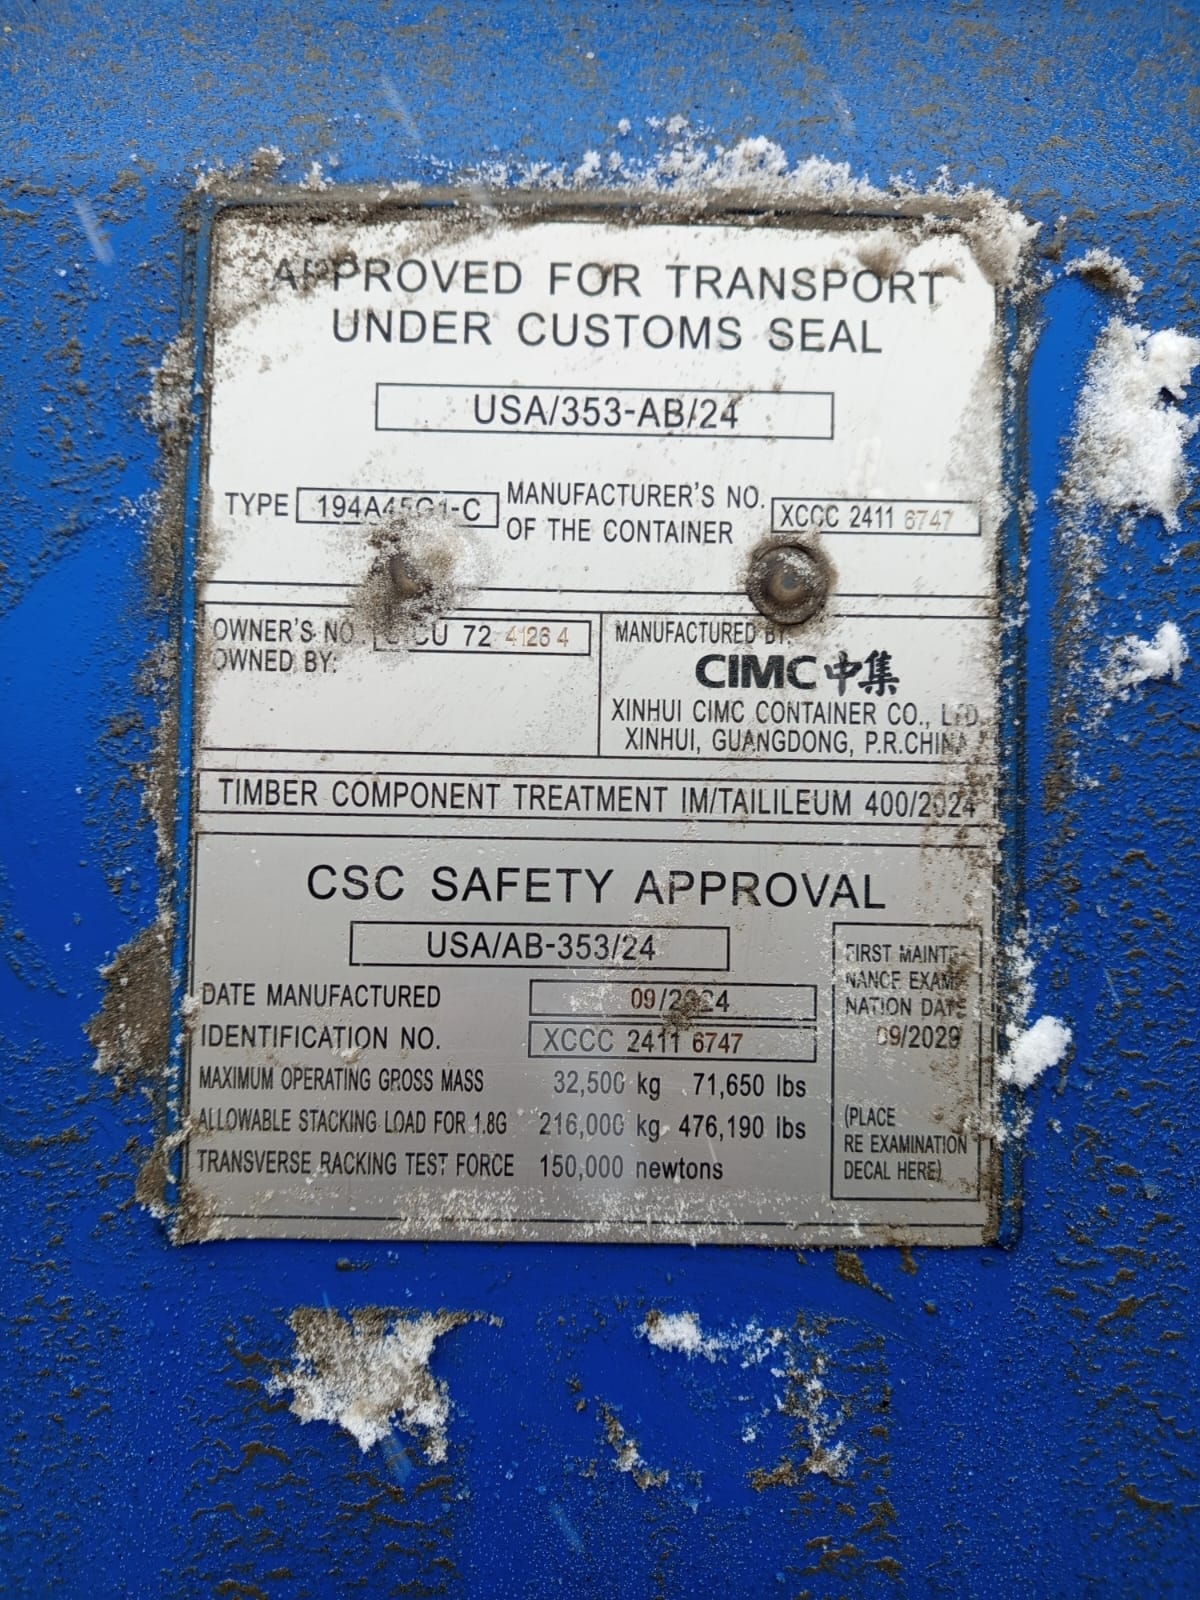 APPROVED FOR TRANSPORT
UNDER CUSTOMS SEAL
USA/353-AB/24
TYPE 194A45G1-C MANUFACTURER'S NO.
OF THE CONTAINER XCCC 2411 6747
OWNER'S NO. 72 41264
OWNED BY:
MANUFACTURED BY:
CIMC中集
XINHUI CIMC CONTAINER CO., LTD.
XINHUI, GUANGDONG, P.R.CHINA
TIMBER COMPONENT TREATMENT IM/TAILILEUM 400/2024
CSC SAFETY APPROVAL
USA/AB-353/24
DATE MANUFACTURED 09/2024
IDENTIFICATION NO. XCCC 2411 6747
MAXIMUM OPERATING GROSS MASS 32,500 kg 71,650 lbs
ALLOWABLE STACKING LOAD FOR 1.8G 216,000 kg 476,190 lbs
TRANSVERSE RACKING TEST FORCE 150,000 newtons
FIRST MAINTE-
NANCE EXAMI-
NATION DATE
09/2029
(PLACE
RE EXAMINATION
DECAL HERE)